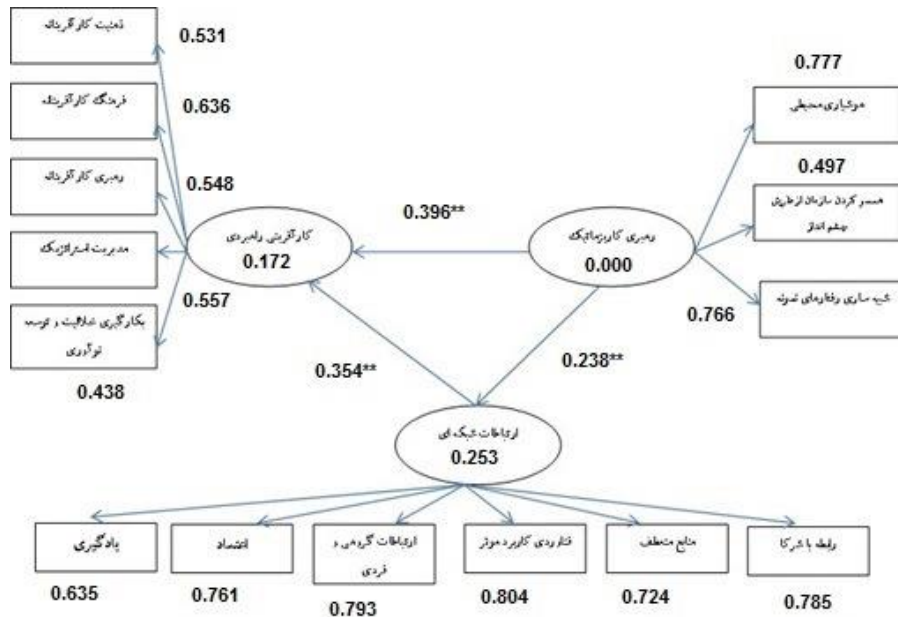 ذهنیت کارآفرینانه
0.531
0.777
فرهنگ کارآفرینانه
0.636
هوشیاری محیطی
رهبری کارآفرینانه
0.548
0.497
همسو کردن سازمان از طریق
چشم انداز
0.396**
کارآفرینی راهبردی
0.172
رهبری کاریزماتیک
0.000
مدیریت استراتژیک
0.557
شبیه سازی رفتارهای نمونه
0.766
بکارگیری خلاقیت و توسعه
نوآوری
0.438
0.354**
0.238**
ارتباطات شبکه ای
0.253
رابطه با شرکا
منابع منعطف
فناوردی کاربرد موثر
ارتباطات گروهی و
فردی
اعتماد
یادگیری
0.785
0.724
0.804
0.793
0.761
0.635